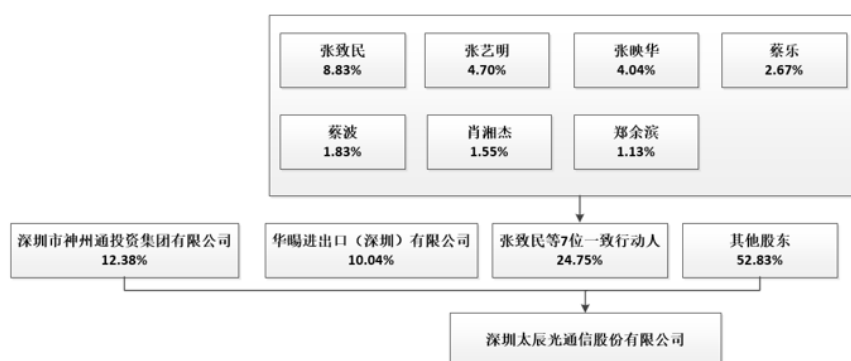 张致民
8.83%
张艺明
4.70%
张映华
4.04%
蔡乐
2.67%
蔡波
1.83%
肖湘杰
1.55%
郑余滨
1.13%
深圳市神州通投资集团有限公司
12.38%
华暘进出口（深圳）有限公司
10.04%
张致民等7位一致行动人
24.75%
其他股东
52.83%
深圳太辰光通信股份有限公司